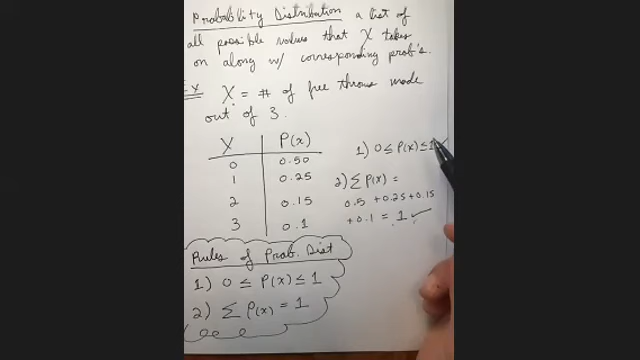 Probability Distribution a list of
all possible values that X takes
on along w/ corresponding prob's.
Ex X = # of free throws made
out of 3.
X P(x)
0 0.50
1 0.25
2 0.15
3 0.1
1) 0 ≤ P(x) ≤ 1 ✓
2) ∑ P(x) =
0.5 + 0.25 + 0.15
+ 0.1 = 1 ✓
Rules of Prob. Dist
1) 0 ≤ P(x) ≤ 1
2) ∑ P(x) = 1